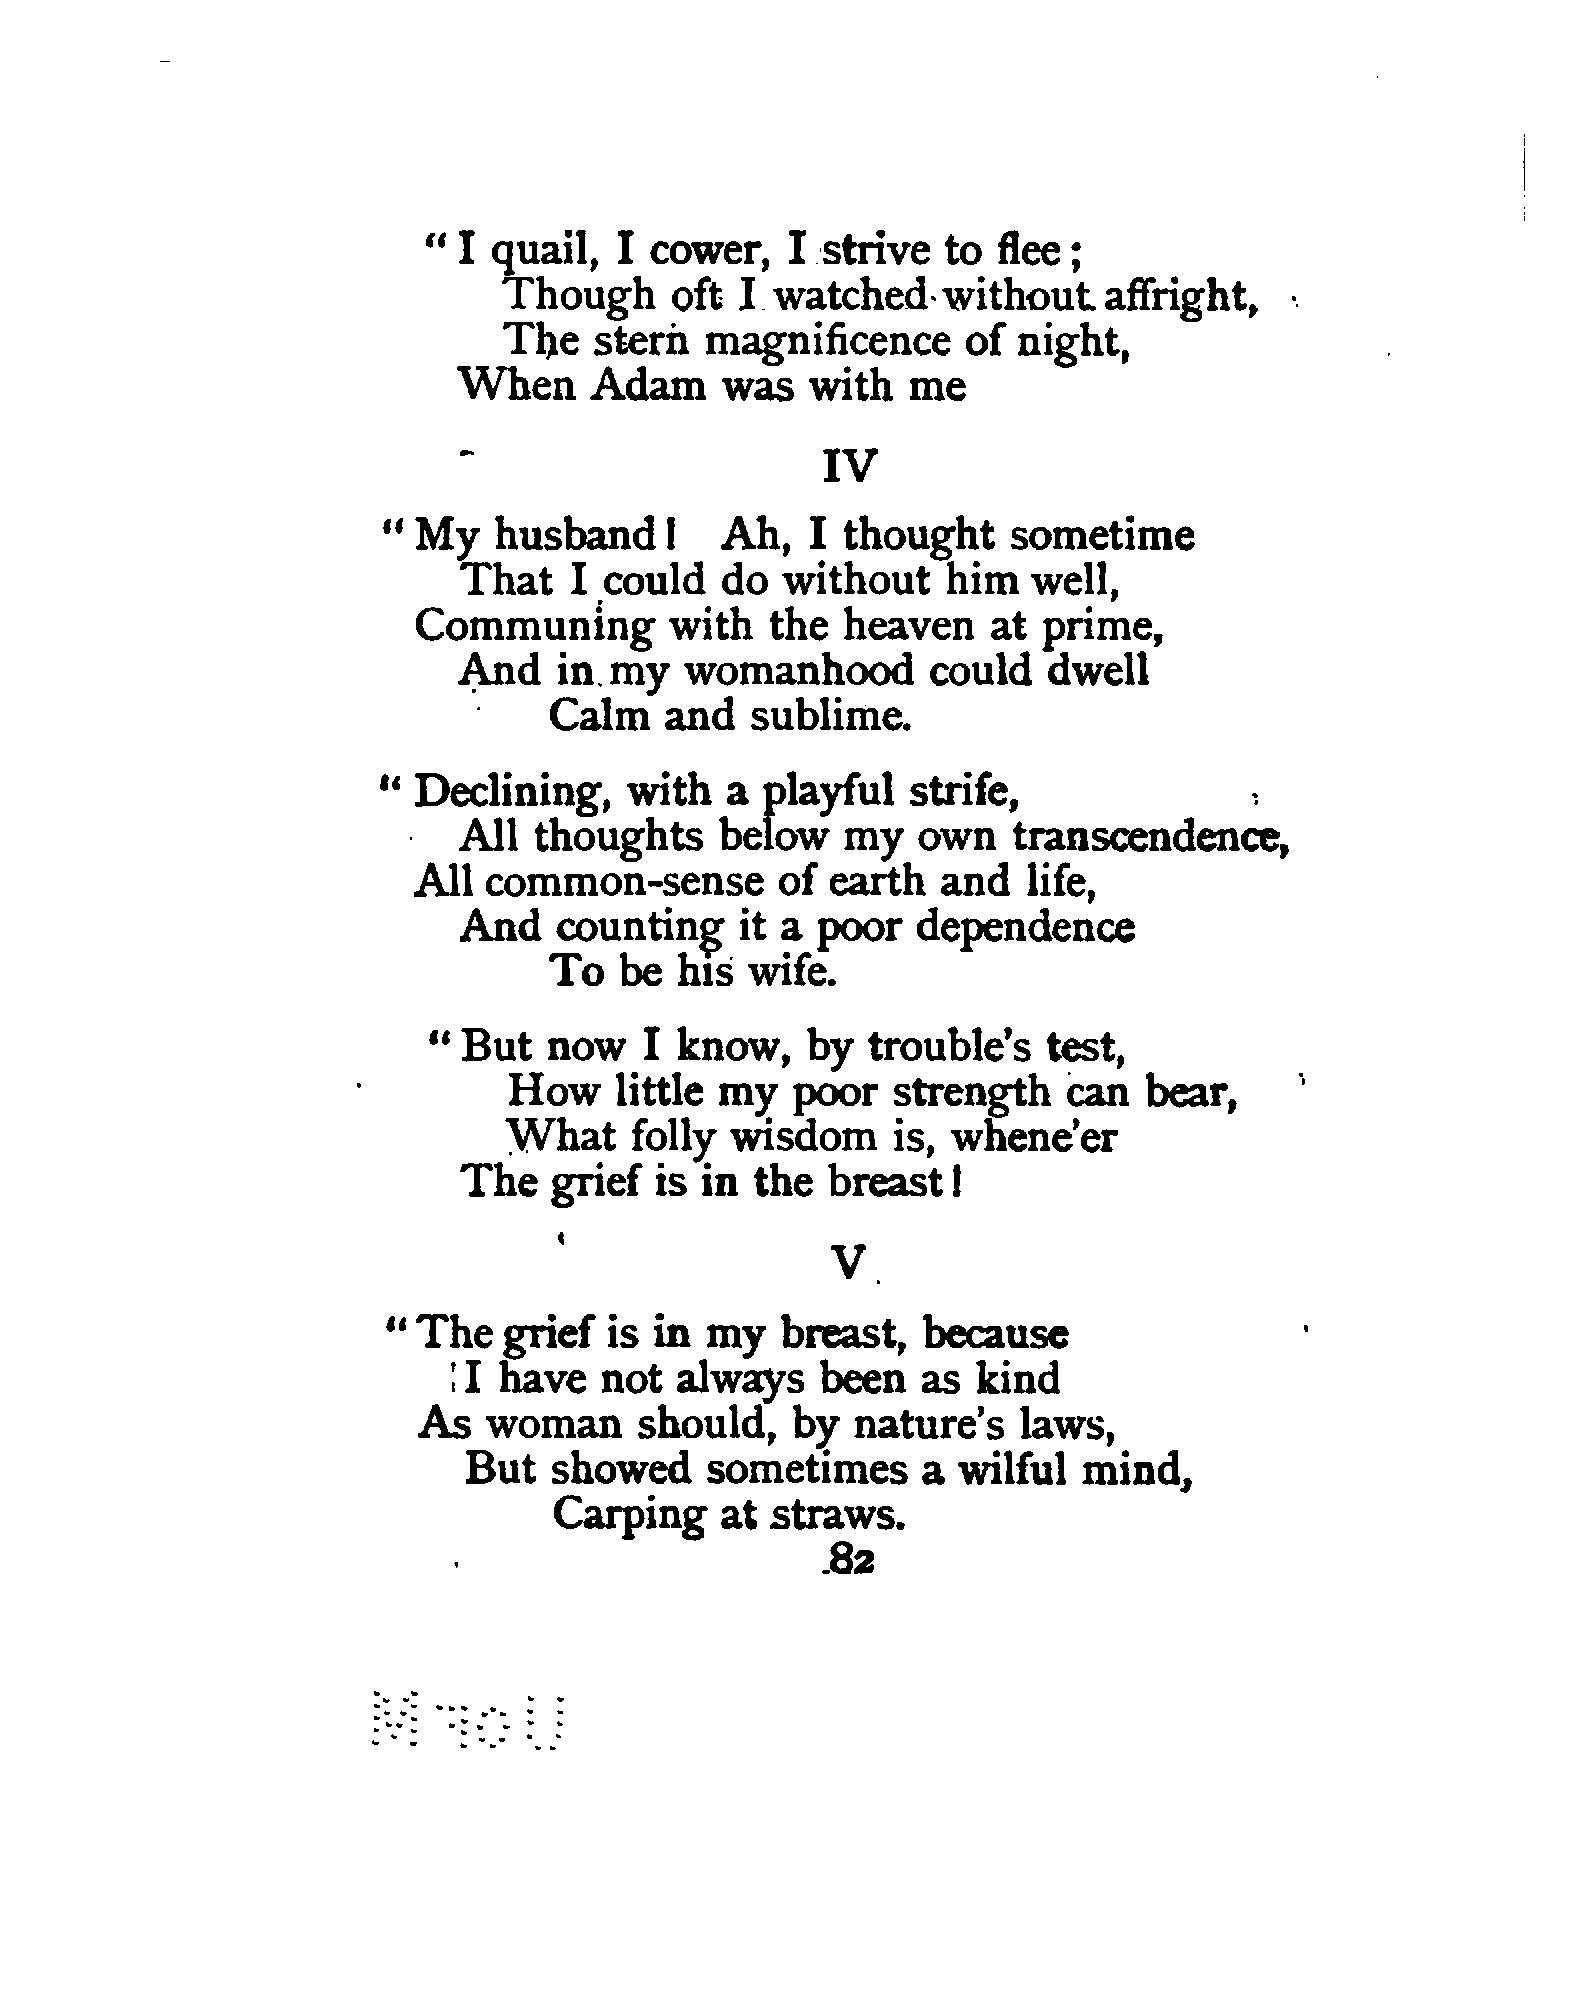 “ I quail, I cower, I strive to flee ;
Though oft I watched without affright,
The stern magnificence of night,
When Adam was with me
IV
“ My husband ! Ah, I thought sometime
That I could do without him well,
Communing with the heaven at prime,
And in my womanhood could dwell
Calm and sublime.
“ Declining, with a playful strife,
All thoughts below my own transcendence,
All common-sense of earth and life,
And counting it a poor dependence
To be his wife.
“ But now I know, by trouble’s test,
How little my poor strength can bear,
What folly wisdom is, whene’er
The grief is in the breast !
V
“ The grief is in my breast, because
I have not always been as kind
As woman should, by nature’s laws,
But showed sometimes a wilful mind,
Carping at straws.
82
U OF M